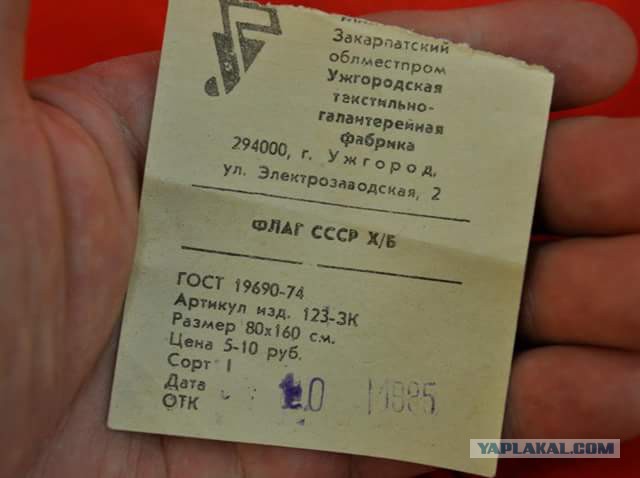 Закарпатский
облместпром
Ужгородская
текстильно-
галантерейная
фабрика
294000, г. Ужгород,
ул. Электрозаводская, 2
ФЛАГ СССР Х/Б
ГОСТ 19690-74
Артикул изд. 123-3К
Размер 80х160 см.
Цена 5-10 руб.
Сорт I
Дата
ОТК
YAPLAKAL.COM